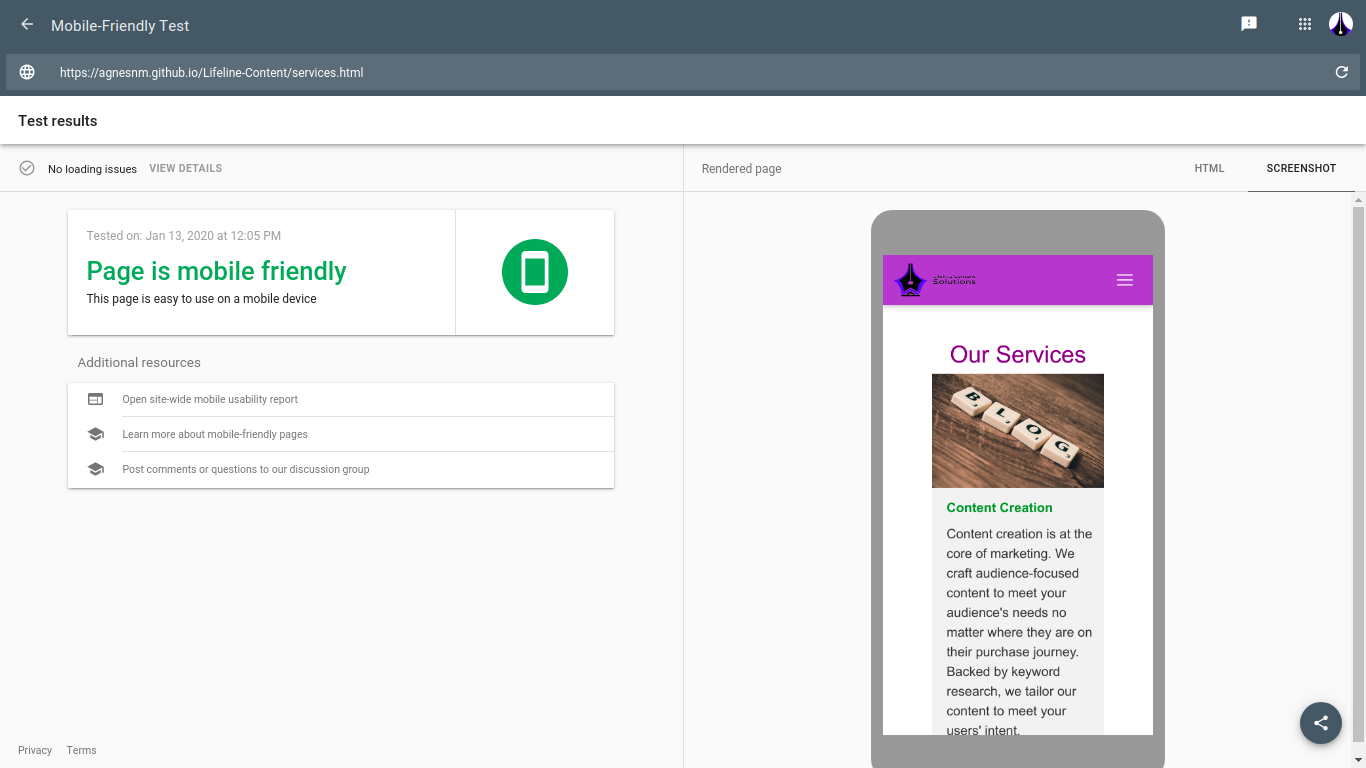 Mobile-Friendly Test
https://agnesnm.github.io/Lifeline-Content/services.html
Test results
No loading issues VIEW DETAILS
Rendered page HTML SCREENSHOT
Tested on: Jan 13, 2020 at 12:05 PM
Page is mobile friendly
This page is easy to use on a mobile device
Additional resources
Open site-wide mobile usability report
Learn more about mobile-friendly pages
Post comments or questions to our discussion group
Privacy Terms
Lifeline Content
Solutions
Our Services
B L O G
Content Creation
Content creation is at the
core of marketing. We
craft audience-focused
content to meet your
audience's needs no
matter where they are on
their purchase journey.
Backed by keyword
research, we tailor our
content to meet your
users' intent.